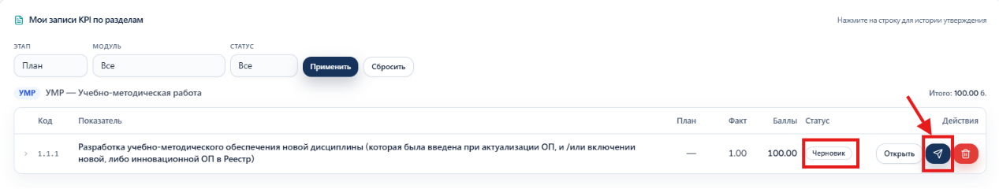 Мои записи KPI по разделам
Нажмите на строку для истории утверждения
ЭТАП МОДУЛЬ СТАТУС
План Все Все Применить Сбросить
УМР УМР — Учебно-методическая работа Итого: 100.00 б.
Код Показатель План Факт Баллы Статус Действия
1.1.1 Разработка учебно-методического обеспечения новой дисциплины (которая была введена при актуализации ОП, и /или включении
новой, либо инновационной ОП в Реестр) — 1.00 100.00 Черновик Открыть